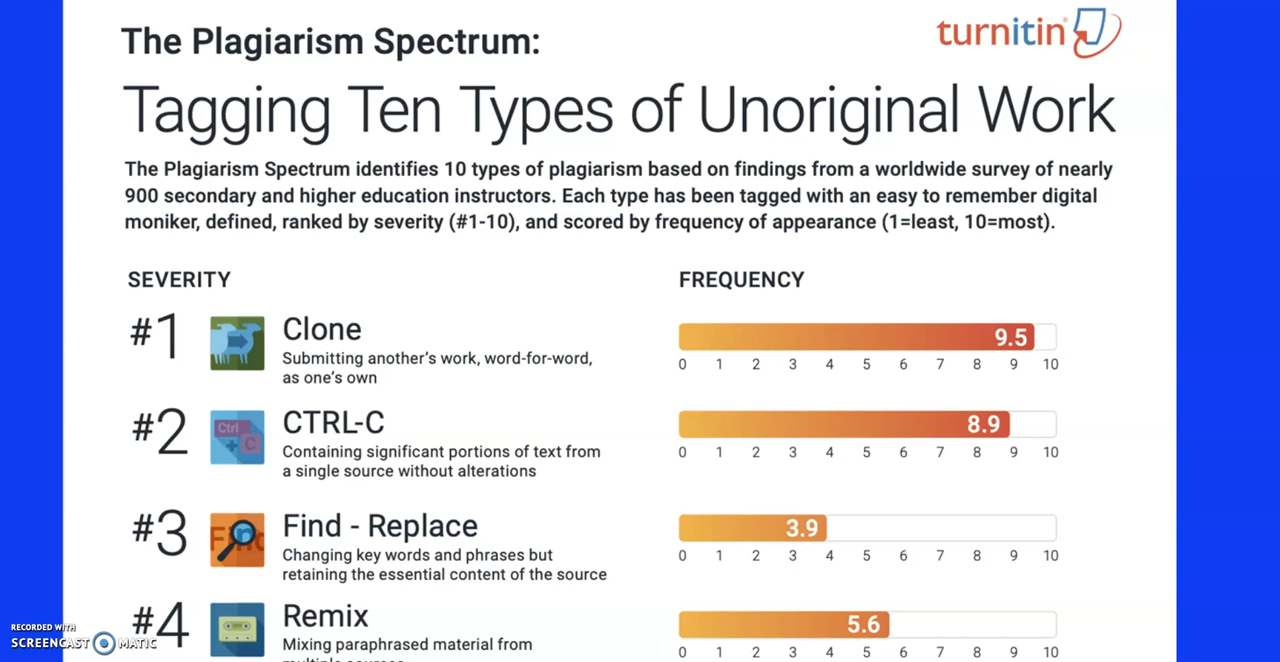 The Plagiarism Spectrum:
turnitin
Tagging Ten Types of Unoriginal Work
The Plagiarism Spectrum identifies 10 types of plagiarism based on findings from a worldwide survey of nearly
900 secondary and higher education instructors. Each type has been tagged with an easy to remember digital
moniker, defined, ranked by severity (#1-10), and scored by frequency of appearance (1=least, 10=most).
SEVERITY
FREQUENCY
#1
Clone
Submitting another's work, word-for-word,
as one's own
9.5
0 1 2 3 4 5 6 7 8 9 10
#2
Ctrl
+ C
CTRL-C
Containing significant portions of text from
a single source without alterations
8.9
0 1 2 3 4 5 6 7 8 9 10
#3
Find
Find - Replace
Changing key words and phrases but
retaining the essential content of the source
3.9
0 1 2 3 4 5 6 7 8 9 10
#4
Remix
Mixing paraphrased material from
multiple sources
5.6
0 1 2 3 4 5 6 7 8 9 10
RECORDED WITH
SCREENCAST MATIC